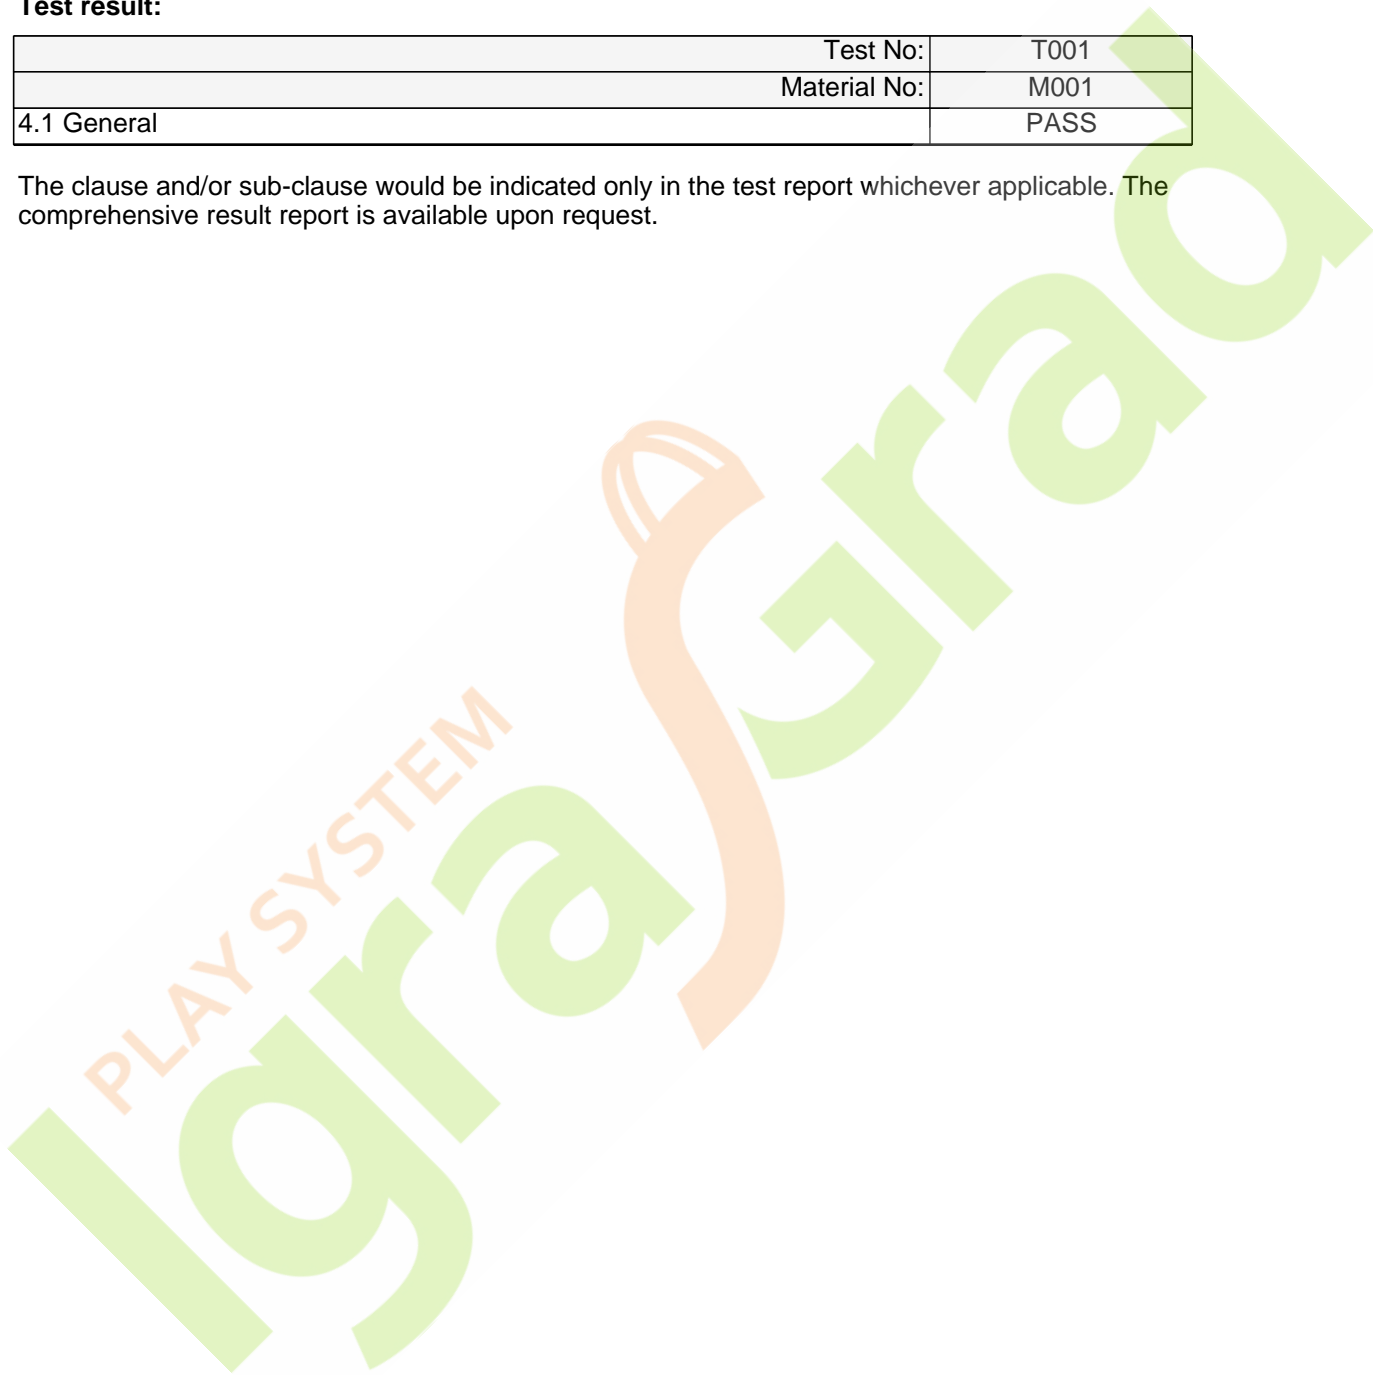 Test result:
Test No: T001
Material No: M001
4.1 General PASS
The clause and/or sub-clause would be indicated only in the test report whichever applicable. The
comprehensive result report is available upon request.
PLAY SYSTEM
IgraGrad